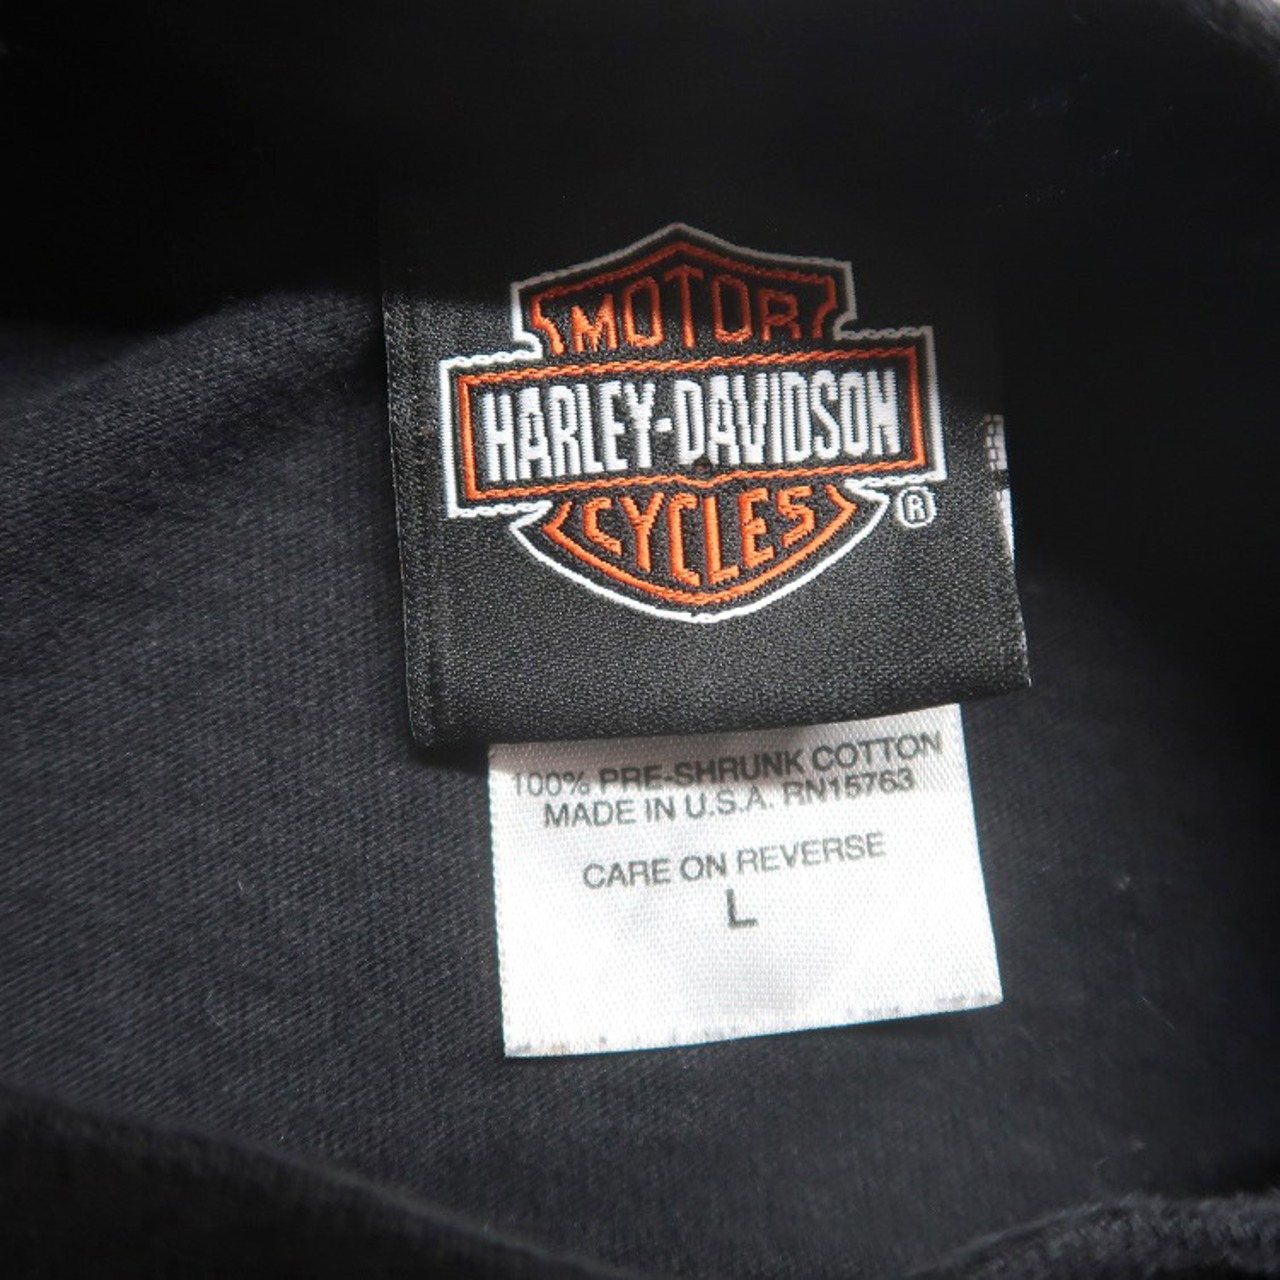 MOTOR
HARLEY-DAVIDSON
CYCLES
®
100% PRE-SHRUNK COTTON
MADE IN U.S.A. RN15763
CARE ON REVERSE
L